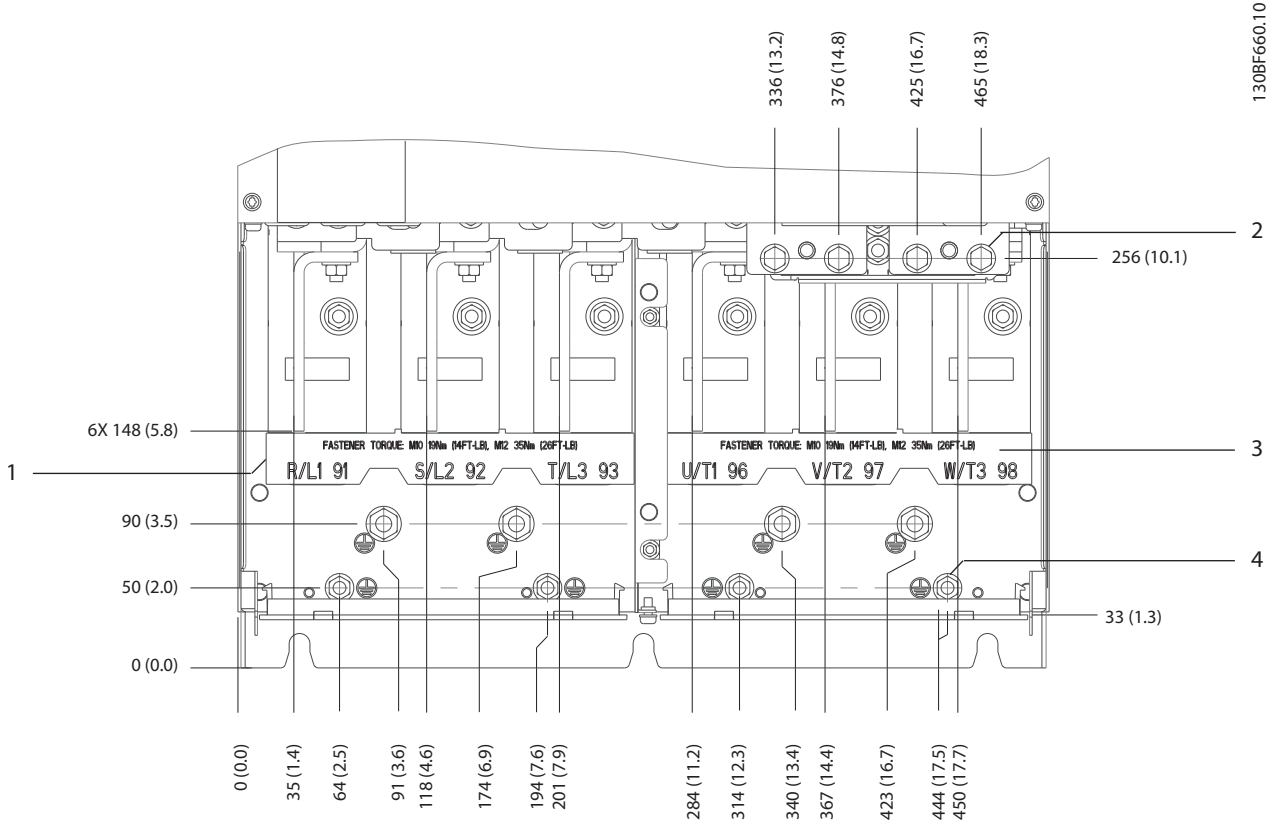 130BF660.10
336 (13.2)
376 (14.8)
425 (16.7)
465 (18.3)
2
256 (10.1)
6X 148 (5.8)
1
FASTENER TORQUE: M10 19Nm (14FT-LB), M12 35Nm (26FT-LB)
FASTENER TORQUE: M10 19Nm (14FT-LB), M12 35Nm (26FT-LB)
3
R/L1 91
S/L2 92
T/L3 93
U/T1 96
V/T2 97
W/T3 98
90 (3.5)
4
50 (2.0)
33 (1.3)
0 (0.0)
0 (0.0)
35 (1.4)
64 (2.5)
91 (3.6)
118 (4.6)
174 (6.9)
194 (7.6)
201 (7.9)
284 (11.2)
314 (12.3)
340 (13.4)
367 (14.4)
423 (16.7)
444 (17.5)
450 (17.7)